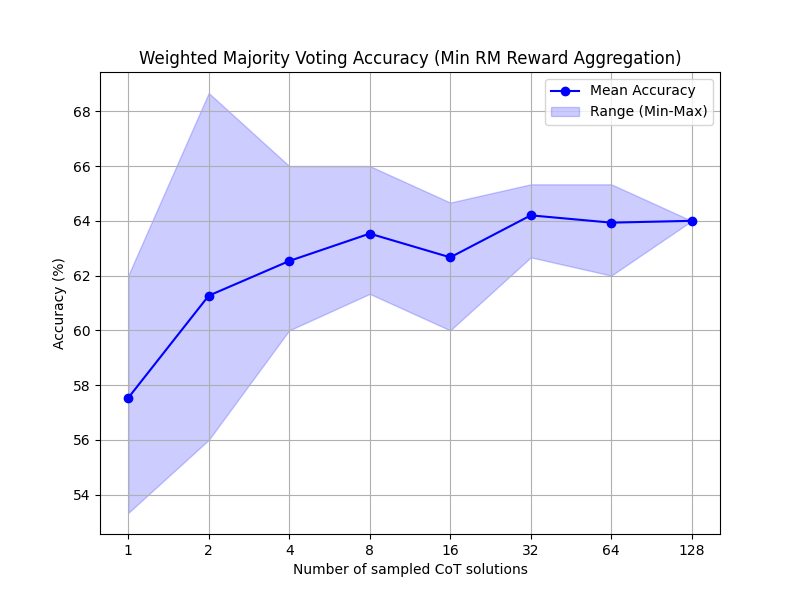 Weighted Majority Voting Accuracy (Min RM Reward Aggregation)
Mean Accuracy
Range (Min-Max)
Accuracy (%)
68
66
64
62
60
58
56
54
1 2 4 8 16 32 64 128
Number of sampled CoT solutions